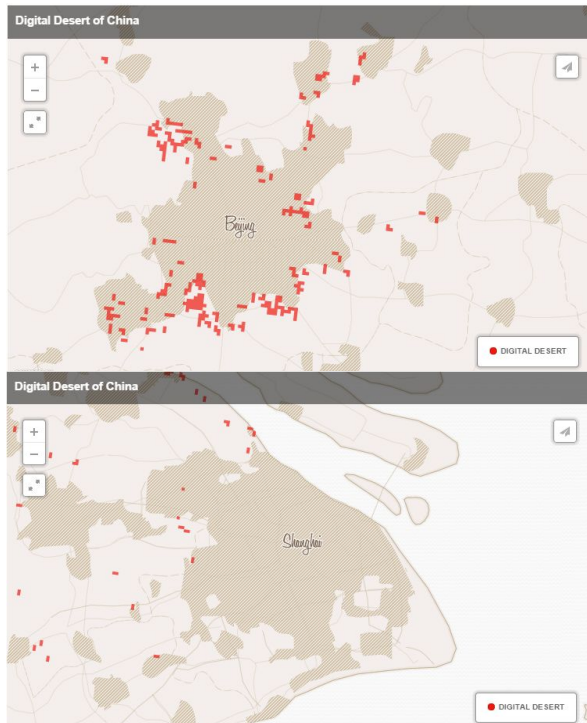 Digital Desert of China
+
−
Beijing
DIGITAL DESERT
Digital Desert of China
+
−
Shanghai
DIGITAL DESERT